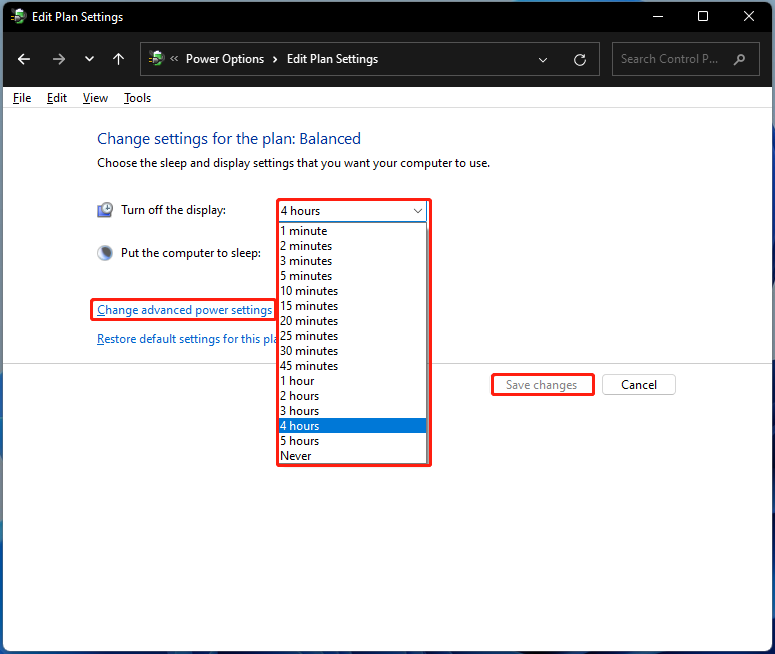 Edit Plan Settings
« Power Options › Edit Plan Settings
Search Control P...
File Edit View Tools
Change settings for the plan: Balanced
Choose the sleep and display settings that you want your computer to use.
Turn off the display: 4 hours
1 minute
2 minutes
Put the computer to sleep:
3 minutes
5 minutes
10 minutes
Change advanced power settings
15 minutes
20 minutes
25 minutes
Restore default settings for this pla
30 minutes
45 minutes
1 hour
Save changes Cancel
2 hours
3 hours
4 hours
5 hours
Never